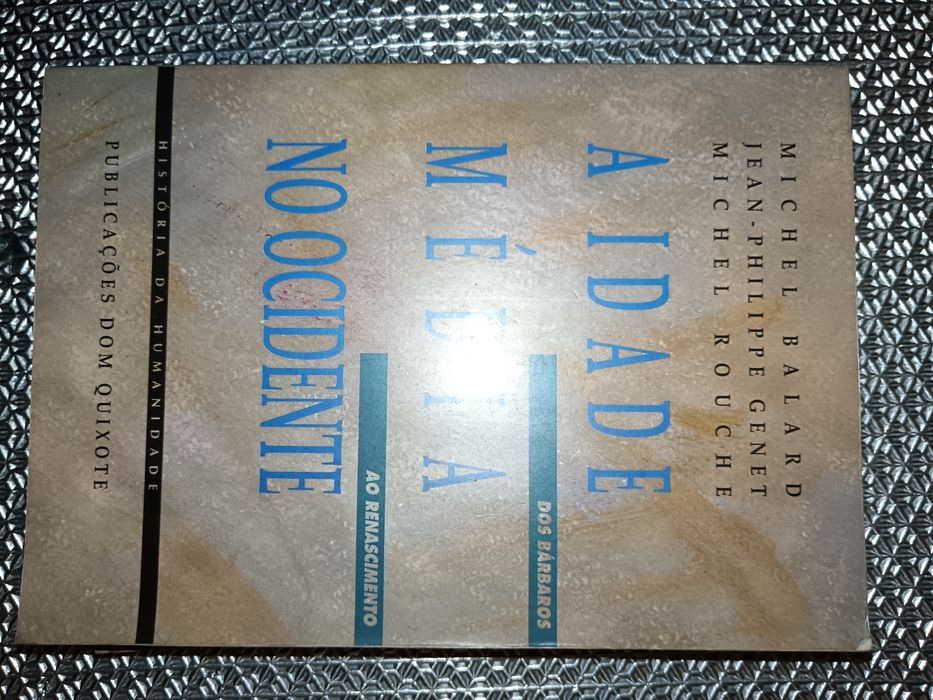 MICHEL BALARD
JEAN-PHILIPPE GENET
MICHEL ROUCHE
A IDADE
DOS BÁRBAROS
MÉDIA
AO RENASCIMENTO
NO OCIDENTE
HISTÓRIA DA HUMANIDADE
PUBLICAÇÕES DOM QUIXOTE